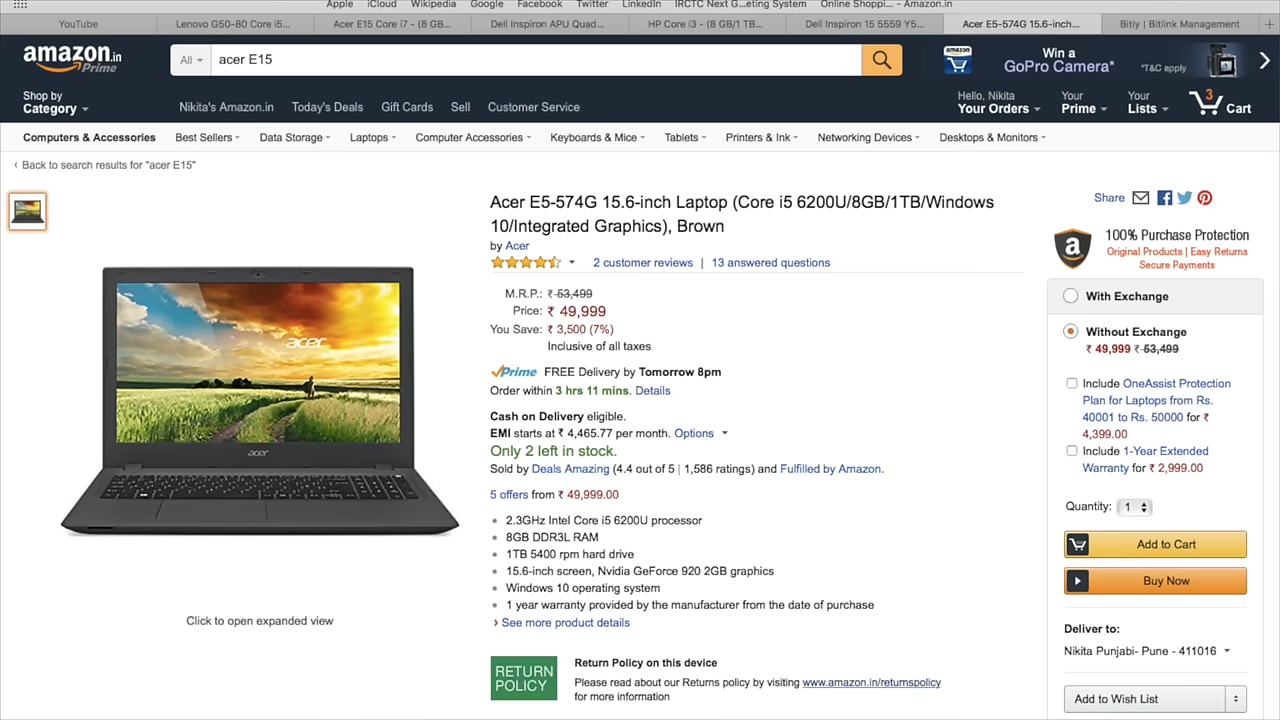 Apple iCloud Wikipedia Google Facebook Twitter LinkedIn IRCTC Next G...eting System Online Shoppi... - Amazon.in
YouTube Lenovo G50-80 Core i5... Acer E15 Core i7 - (8 GB... Dell Inspiron APU Quad... HP Core i3 - (8 GB/1 TB... Dell Inspiron 15 5559 Y5... Acer E5-574G 15.6-inch... Bitly | Bitlink Management
amazon.in
Prime
All
acer E15
amazon
Win a
GoPro Camera*
*T&C apply
Shop by
Category
Nikita's Amazon.in Today's Deals Gift Cards Sell Customer Service
Hello, Nikita
Your Orders
Your
Prime
Your
Lists
3
Cart
Computers & Accessories Best Sellers Data Storage Laptops Computer Accessories Keyboards & Mice Tablets Printers & Ink Networking Devices Desktops & Monitors
‹ Back to search results for "acer E15"
Acer E5-574G 15.6-inch Laptop (Core i5 6200U/8GB/1TB/Windows
10/Integrated Graphics), Brown
by Acer
2 customer reviews | 13 answered questions
M.R.P.: ₹ 53,499
Price: ₹ 49,999
You Save: ₹ 3,500 (7%)
Inclusive of all taxes
Prime FREE Delivery by Tomorrow 8pm
Order within 3 hrs 11 mins. Details
Cash on Delivery eligible.
EMI starts at ₹ 4,465.77 per month. Options
Only 2 left in stock.
Sold by Deals Amazing (4.4 out of 5 | 1,586 ratings) and Fulfilled by Amazon.
5 offers from ₹ 49,999.00
2.3GHz Intel Core i5 6200U processor
8GB DDR3L RAM
1TB 5400 rpm hard drive
15.6-inch screen, Nvidia GeForce 920 2GB graphics
Windows 10 operating system
1 year warranty provided by the manufacturer from the date of purchase
› See more product details
RETURN
POLICY
Return Policy on this device
Please read about our Returns policy by visiting www.amazon.in/returnspolicy
for more information
acer
acer
Click to open expanded view
Share
a
100% Purchase Protection
Original Products | Easy Returns
Secure Payments
With Exchange
Without Exchange
₹ 49,999 ₹ 53,499
Include OneAssist Protection
Plan for Laptops from Rs.
40001 to Rs. 50000 for ₹
4,399.00
Include 1-Year Extended
Warranty for ₹ 2,999.00
Quantity: 1
Add to Cart
Buy Now
Deliver to:
Nikita Punjabi- Pune - 411016
Add to Wish List